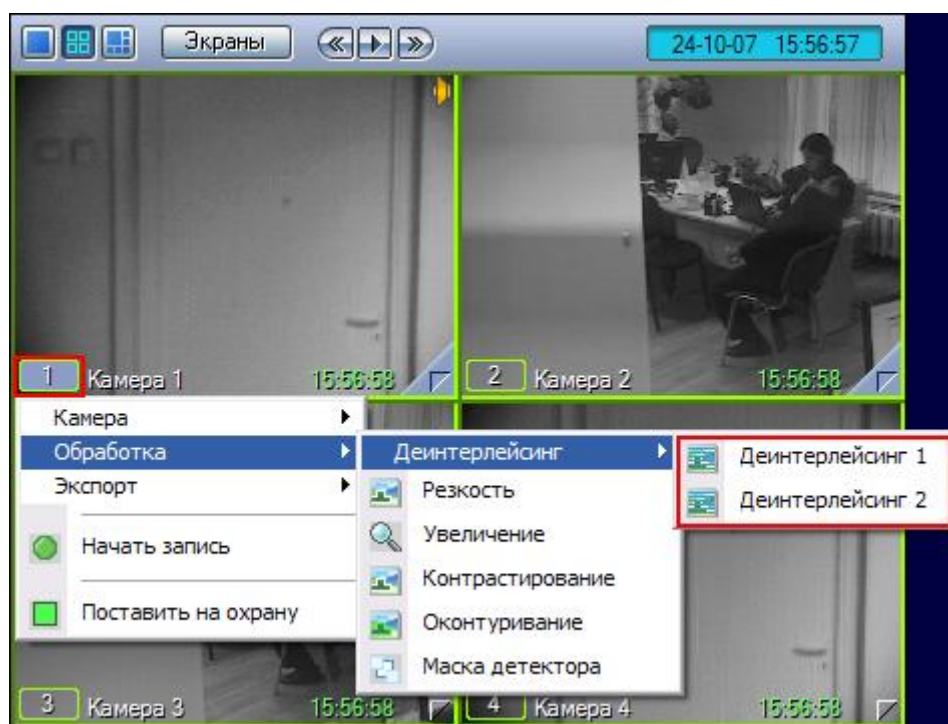 Экраны
24-10-07 15:56:57
1 Камера 1 15:56:58
2 Камера 2 15:56:58
Камера
Обработка
Экспорт
Начать запись
Поставить на охрану
Деинтерлейсинг
Резкость
Увеличение
Контрастирование
Оконтуривание
Маска детектора
Деинтерлейсинг 1
Деинтерлейсинг 2
3 Камера 3 15:56:58
4 Камера 4 15:56:58